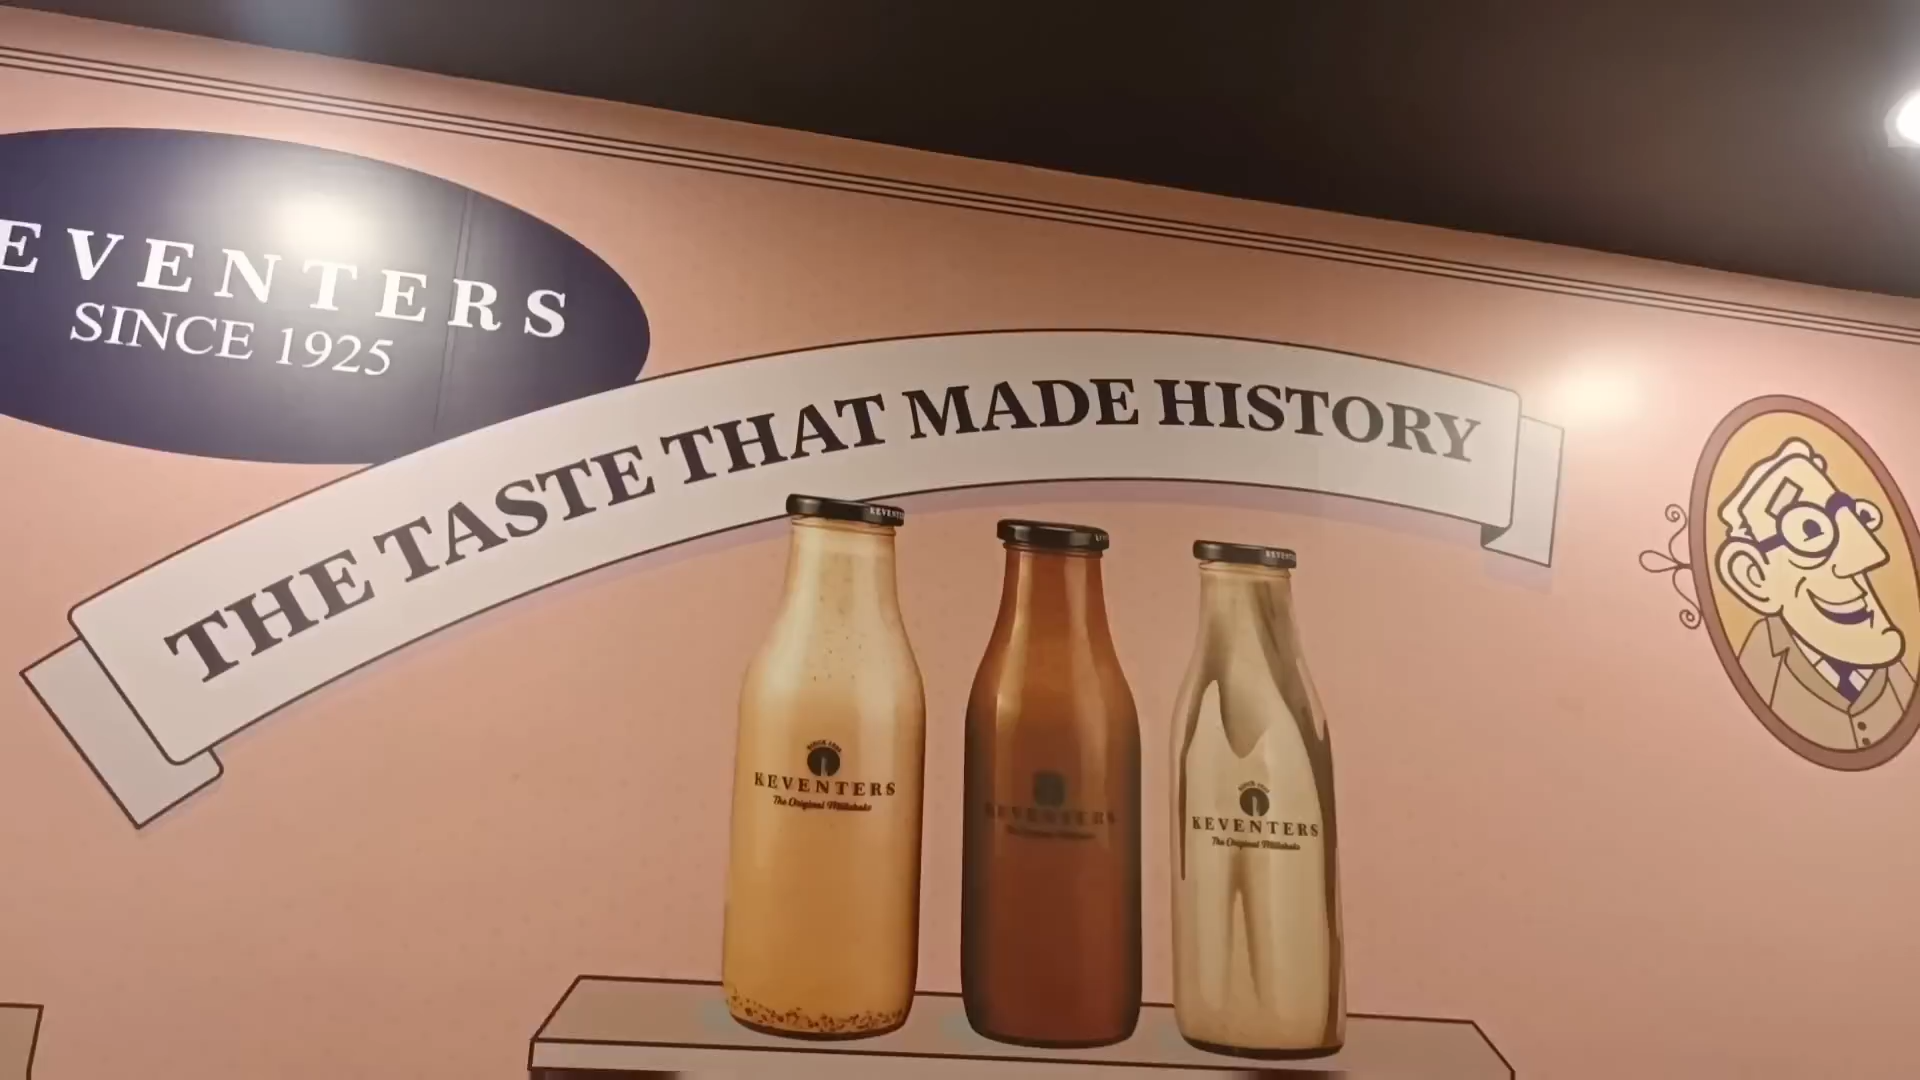 EVENTERS
SINCE 1925
THE TASTE THAT MADE HISTORY
KEVENTERS
The Original Milkshake
KEVENTERS
KEVENTERS
The Original Milkshake